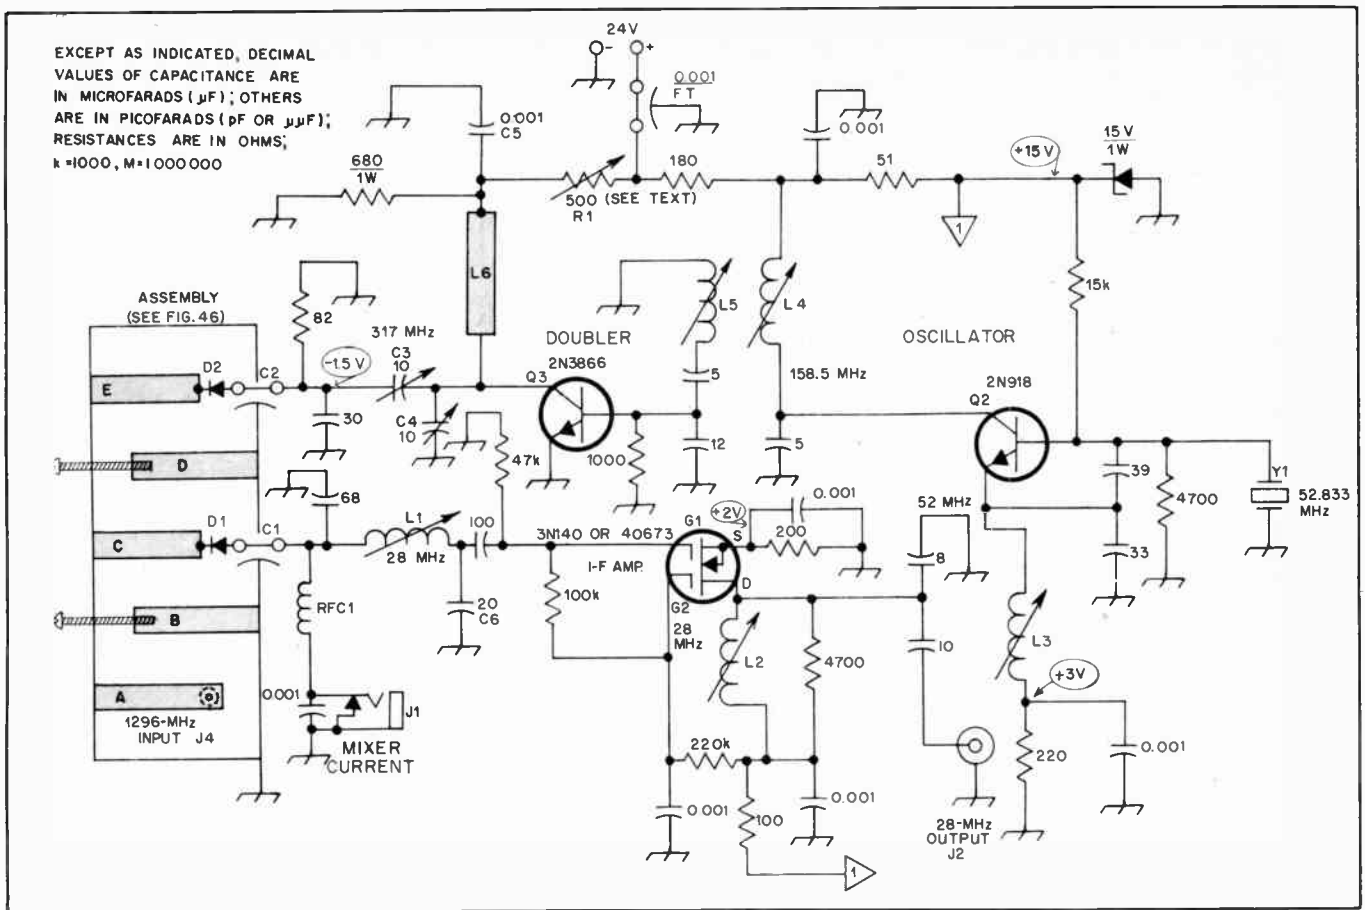 EXCEPT AS INDICATED, DECIMAL
VALUES OF CAPACITANCE ARE
IN MICROFARADS (µF); OTHERS
ARE IN PICOFARADS (pF OR µµF);
RESISTANCES ARE IN OHMS;
k=1000, M=1000000
24V
-
+
0.001
FT
0.001
C5
0.001
15 V
1W
+15 V
680
1W
500 (SEE TEXT)
R1
180
51
1
L6
L5
L4
15k
ASSEMBLY
(SEE FIG. 46)
82
317 MHz
DOUBLER
OSCILLATOR
2N3866
2N918
158.5 MHz
D2
C2
-1.5 V
C3
10
Q3
5
Q2
E
30
C4
10
12
5
39
Y1
52.833
MHz
D
47k
1000
4700
68
33
D1
C1
L1
28 MHz
100
3N140 OR 40673
G1
+2V
S
0.001
200
52 MHz
8
C
I-F AMP.
D
G2
28
MHz
RFC1
20
C6
100k
L2
4700
10
L3
B
+3V
A
0.001
J1
1296-MHz
INPUT J4
MIXER
CURRENT
220k
220
0.001
0.001
100
0.001
28-MHz
OUTPUT
J2
1